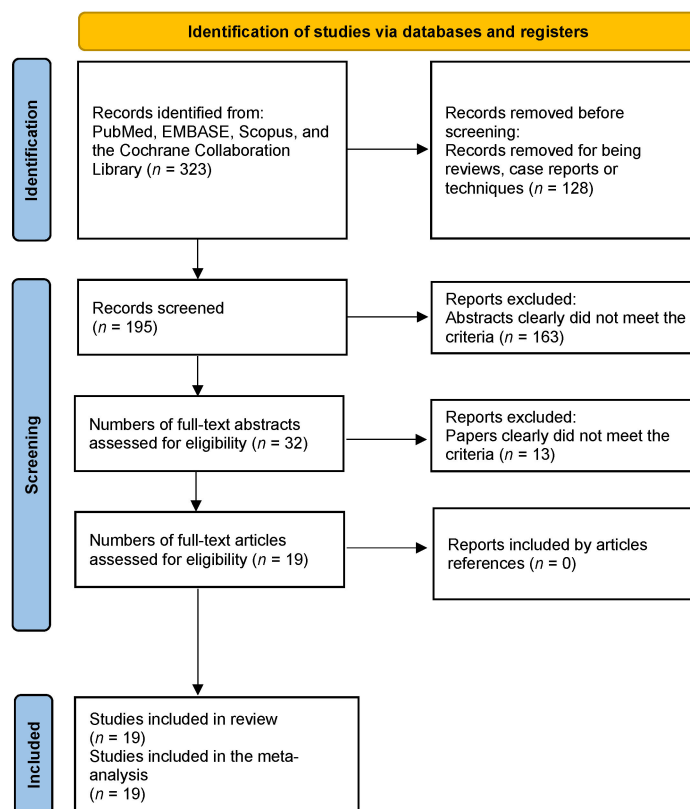 Identification of studies via databases and registers
Identification
Records identified from:
PubMed, EMBASE, Scopus, and
the Cochrane Collaboration
Library (n = 323)
Records removed before
screening:
Records removed for being
reviews, case reports or
techniques (n = 128)
Screening
Records screened
(n = 195)
Reports excluded:
Abstracts clearly did not meet the
criteria (n = 163)
Numbers of full-text abstracts
assessed for eligibility (n = 32)
Reports excluded:
Papers clearly did not meet the
criteria (n = 13)
Numbers of full-text articles
assessed for eligibility (n = 19)
Reports included by articles
references (n = 0)
Included
Studies included in review
(n = 19)
Studies included in the meta-
analysis
(n = 19)